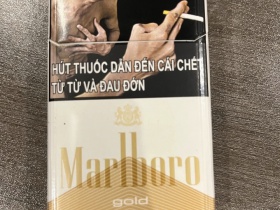 HÚT THUỐC DẪN ĐẾN CÁI CHẾT
TỪ TỪ VÀ ĐAU ĐỚN
Marlboro
gold